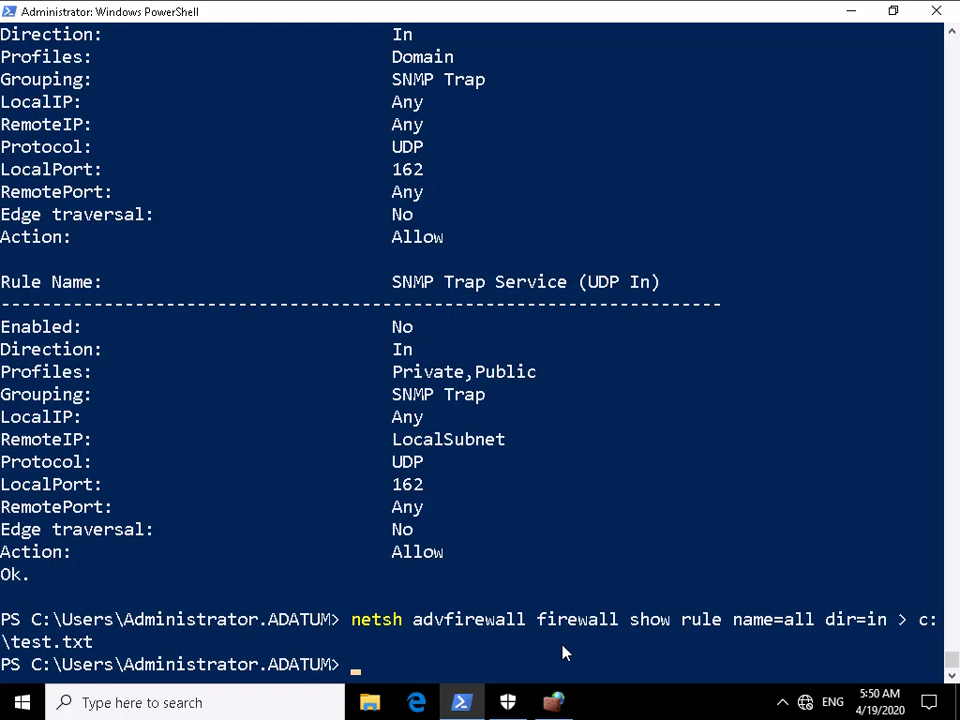 Administrator: Windows PowerShell
Direction: In
Profiles: Domain
Grouping: SNMP Trap
LocalIP: Any
RemoteIP: Any
Protocol: UDP
LocalPort: 162
RemotePort: Any
Edge traversal: No
Action: Allow
Rule Name: SNMP Trap Service (UDP In)
----------------------------------------------------------------------
Enabled: No
Direction: In
Profiles: Private,Public
Grouping: SNMP Trap
LocalIP: Any
RemoteIP: LocalSubnet
Protocol: UDP
LocalPort: 162
RemotePort: Any
Edge traversal: No
Action: Allow
Ok.
PS C:\Users\Administrator.ADATUM> netsh advfirewall firewall show rule name=all dir=in > c:
\test.txt
PS C:\Users\Administrator.ADATUM>
Type here to search
ENG
5:50 AM
4/19/2020